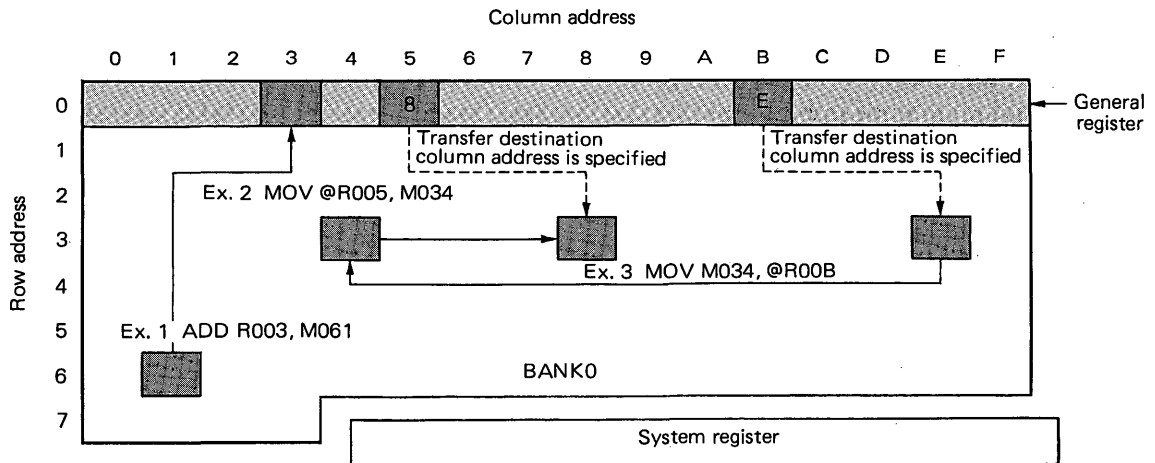 Column address
0 1 2 3 4 5 6 7 8 9 A B C D E F
0 8 E General
register
1 Transfer destination Transfer destination
column address is specified column address is specified
2 Ex. 2 MOV @R005, M034
3
Ex. 3 MOV M034, @R00B
4
5 Ex. 1 ADD R003, M061
6 BANK0
7
System register
Row address